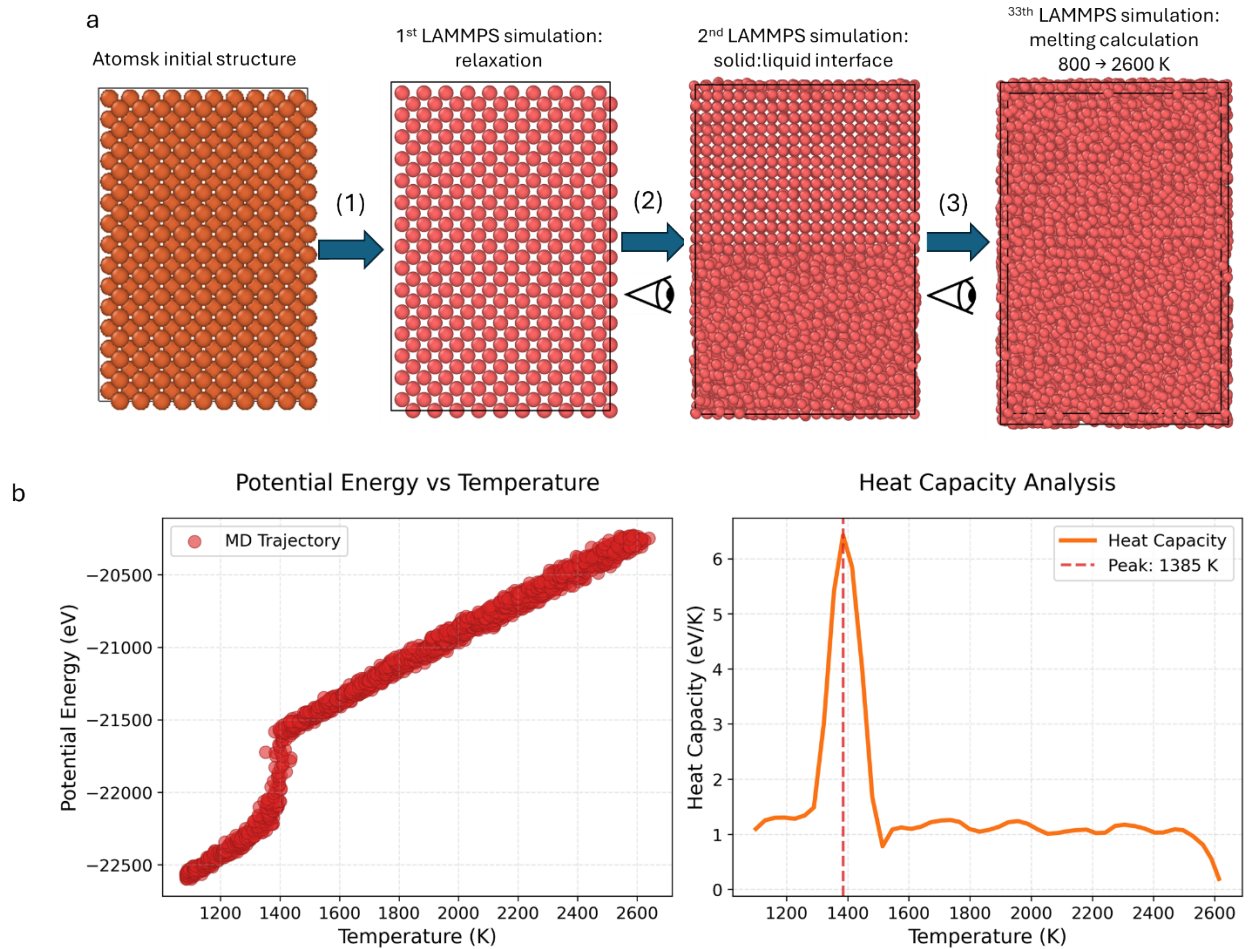 a
Atomsk initial structure
1st LAMMPS simulation:
relaxation
2nd LAMMPS simulation:
solid:liquid interface
33th LAMMPS simulation:
melting calculation
800 → 2600 K
(1)
(2)
(3)
b
Potential Energy vs Temperature
MD Trajectory
Potential Energy (eV)
−20500
−21000
−21500
−22000
−22500
1200 1400 1600 1800 2000 2200 2400 2600
Temperature (K)
Heat Capacity Analysis
Heat Capacity
Peak: 1385 K
Heat Capacity (eV/K)
6
5
4
3
2
1
0
1200 1400 1600 1800 2000 2200 2400 2600
Temperature (K)